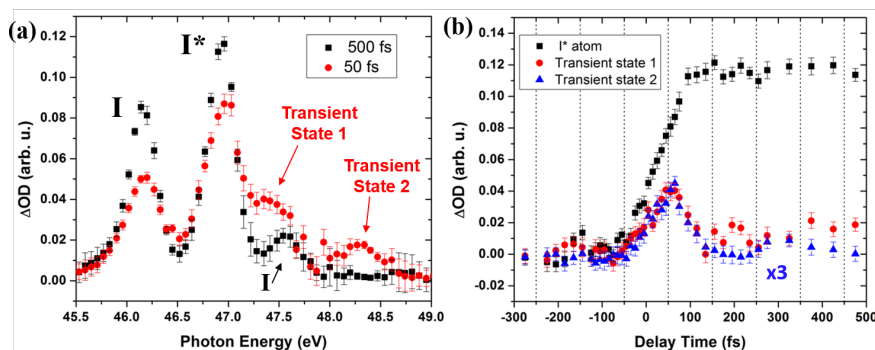 (a)
I
I*
500 fs
50 fs
Transient
State 1
Transient
State 2
I
ΔOD (arb. u.)
0.12
0.10
0.08
0.06
0.04
0.02
0.00
45.5 46.0 46.5 47.0 47.5 48.0 48.5 49.0
Photon Energy (eV)
(b)
I* atom
Transient state 1
Transient state 2
x3
ΔOD (arb. u.)
0.14
0.12
0.10
0.08
0.06
0.04
0.02
0.00
-0.02
-300 -200 -100 0 100 200 300 400 500
Delay Time (fs)